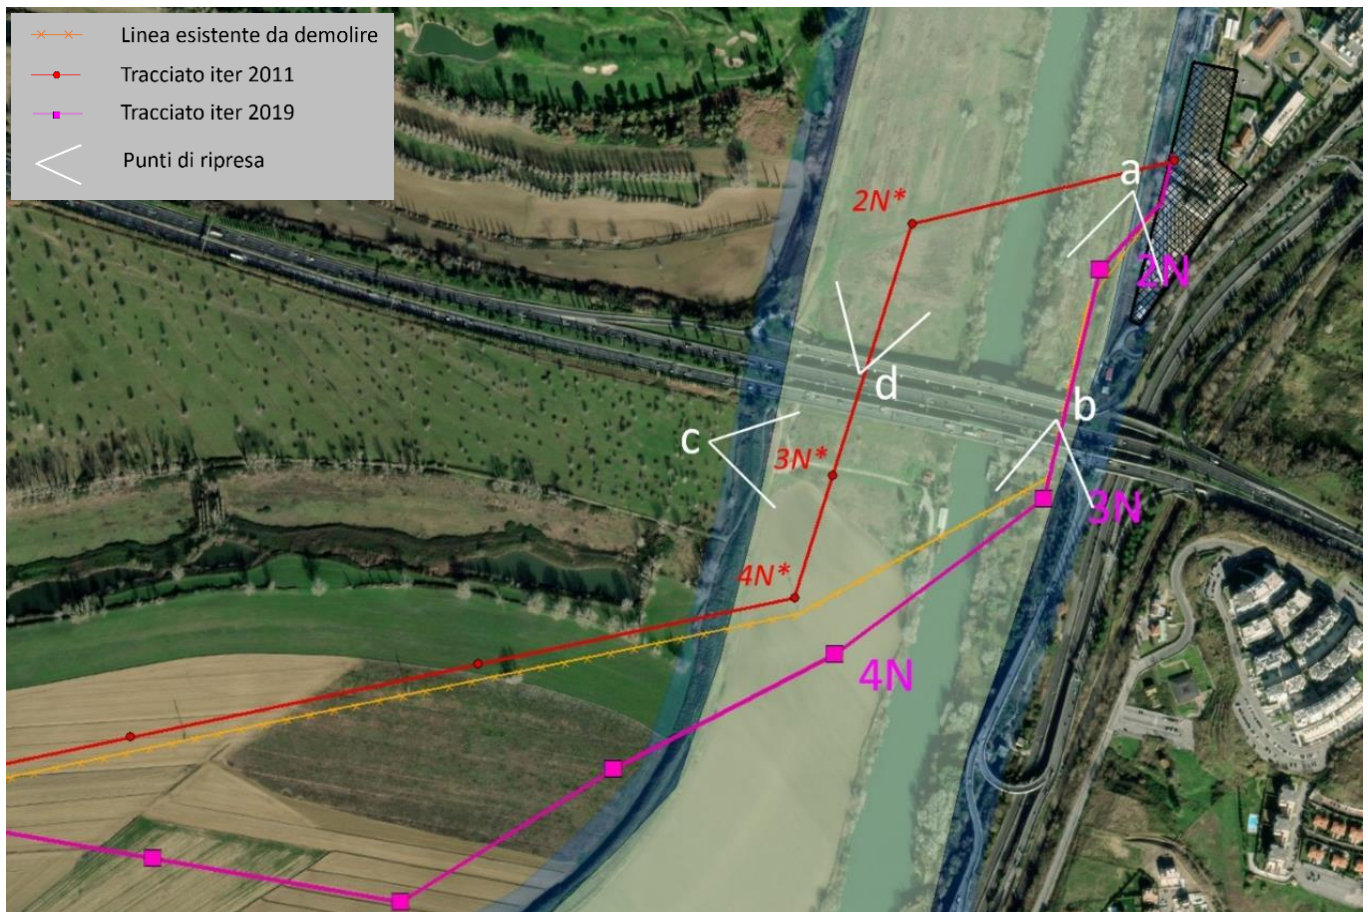 Linea esistente da demolire
Tracciato iter 2011
Tracciato iter 2019
Punti di ripresa
a
2N*
2N
d
b
c
3N*
3N
4N*
4N